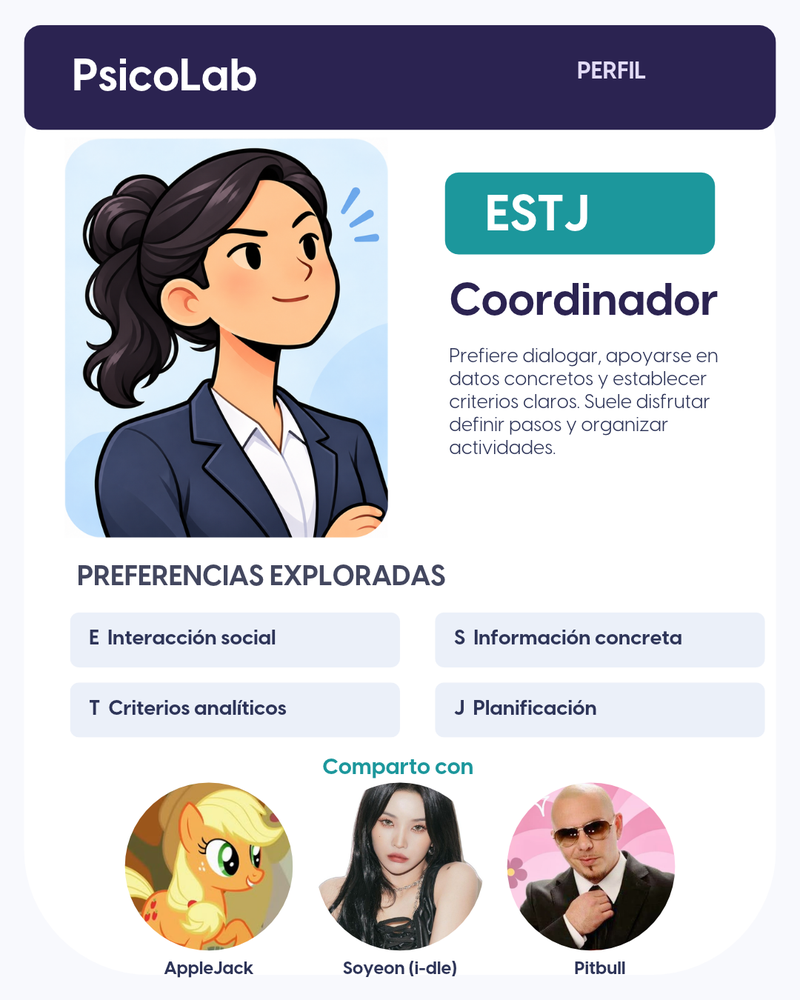 PsicoLab
PERFIL
ESTJ
Coordinador
Prefiere dialogar, apoyarse en
datos concretos y establecer
criterios claros. Suele disfrutar
definir pasos y organizar
actividades.
PREFERENCIAS EXPLORADAS
E Interacción social
S Información concreta
T Criterios analíticos
J Planificación
Comparto con
AppleJack
Soyeon (i-dle)
Pitbull